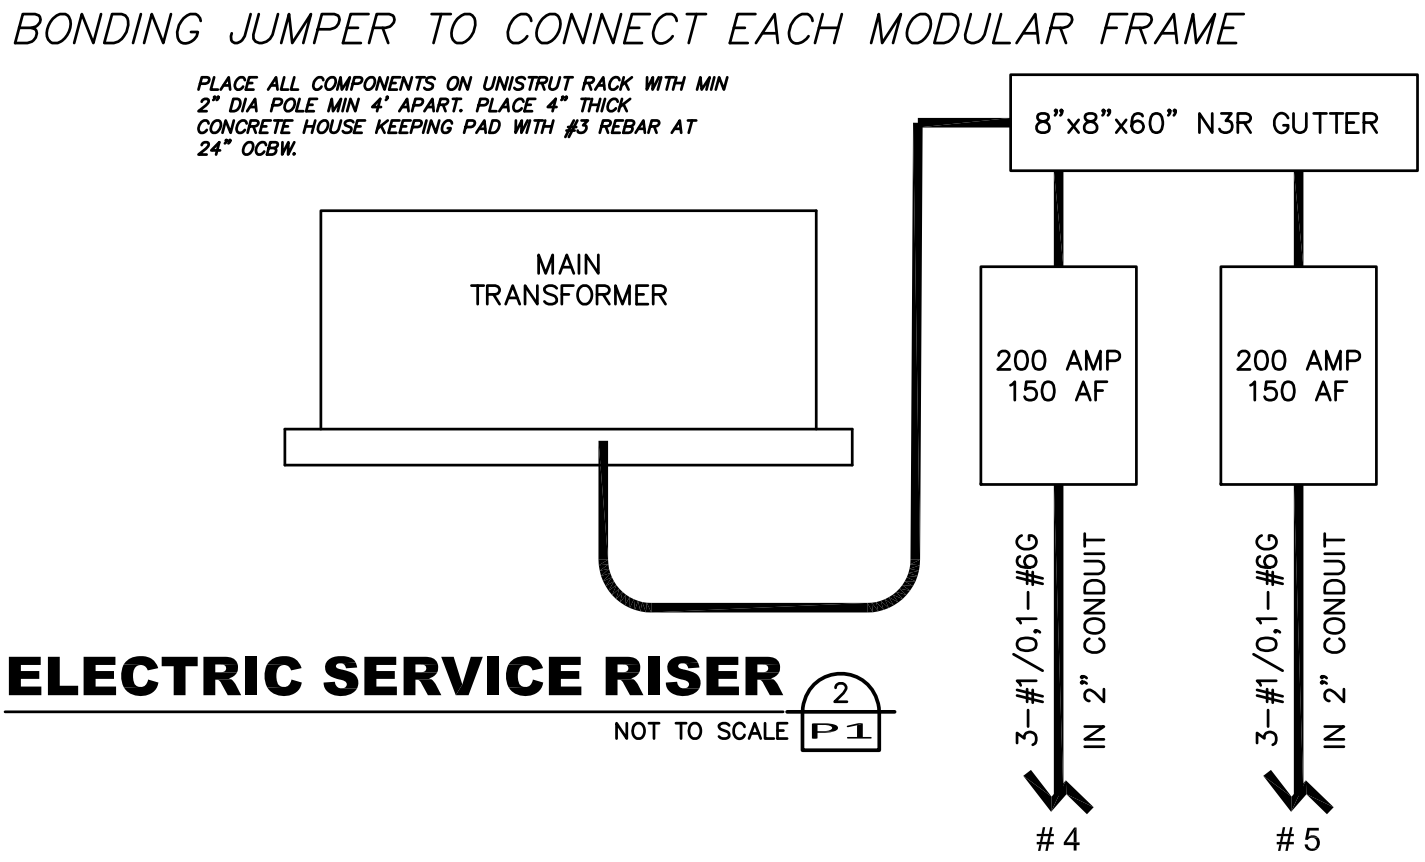 BONDING JUMPER TO CONNECT EACH MODULAR FRAME
PLACE ALL COMPONENTS ON UNISTRUT RACK WITH MIN
2" DIA POLE MIN 4' APART. PLACE 4" THICK
CONCRETE HOUSE KEEPING PAD WITH #3 REBAR AT
24" OCBW.
8"x8"x60" N3R GUTTER
MAIN
TRANSFORMER
200 AMP
150 AF
200 AMP
150 AF
3-#1/0,1-#6G
IN 2" CONDUIT
3-#1/0,1-#6G
IN 2" CONDUIT
ELECTRIC SERVICE RISER
2
NOT TO SCALE
P1
#4
#5